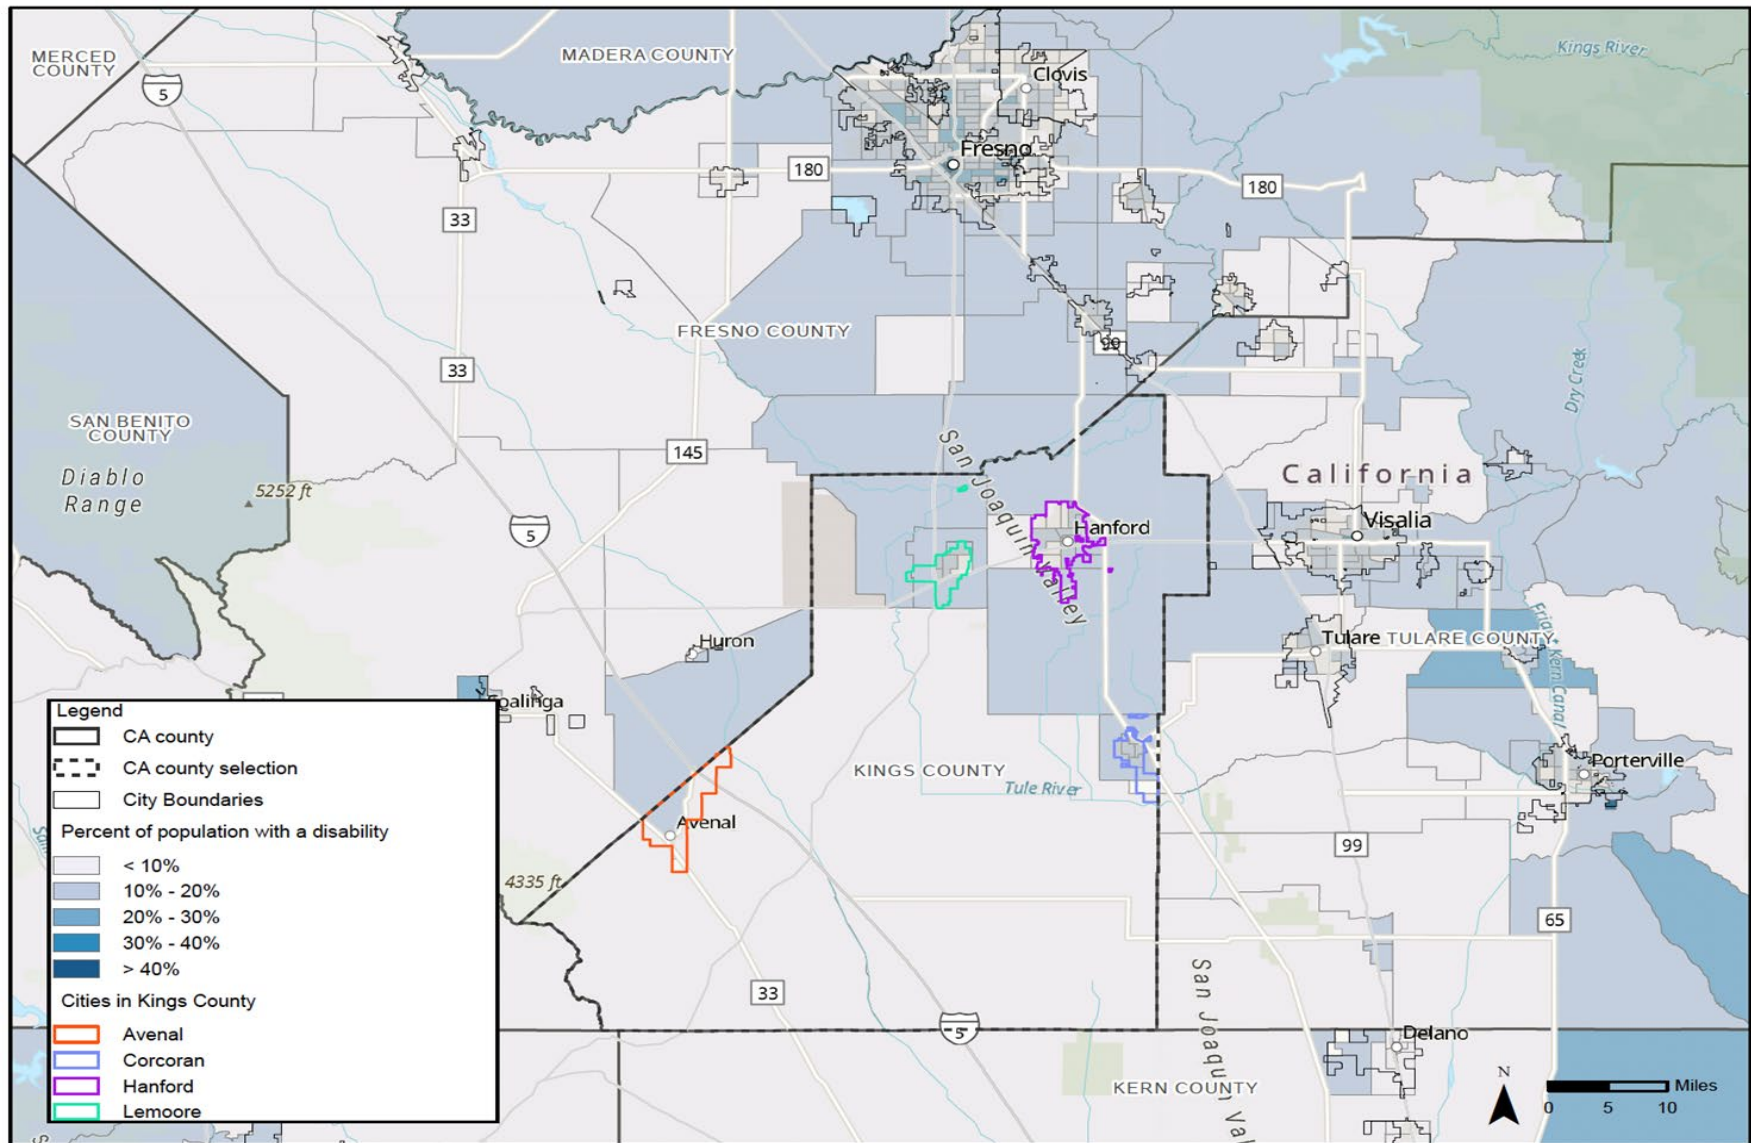 MERCED
COUNTY
MADERA COUNTY
Kings River
5
Clovis
Fresno
180
180
33
FRESNO COUNTY
99
33
Dry Creek
SAN BENITO
COUNTY
Diablo
Range
5252 ft
145
San Joaquin Valley
California
5
Hanford
Visalia
Huron
Tulare
TULARE COUNTY
Friant Kern Canal
Coalinga
KINGS COUNTY
Tule River
Porterville
Avenal
99
4335 ft
65
33
San Joaquin Val
5
Delano
KERN COUNTY
Legend
CA county
CA county selection
City Boundaries
Percent of population with a disability
< 10%
10% - 20%
20% - 30%
30% - 40%
> 40%
Cities in Kings County
Avenal
Corcoran
Hanford
Lemoore
N
Miles
0 5 10